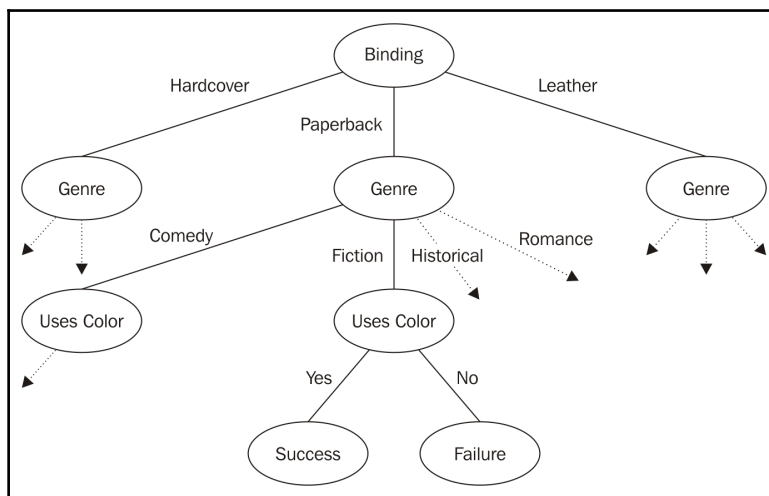 Binding
Hardcover
Leather
Paperback
Genre
Genre
Genre
Comedy
Fiction
Historical
Romance
Uses Color
Uses Color
Yes
No
Success
Failure